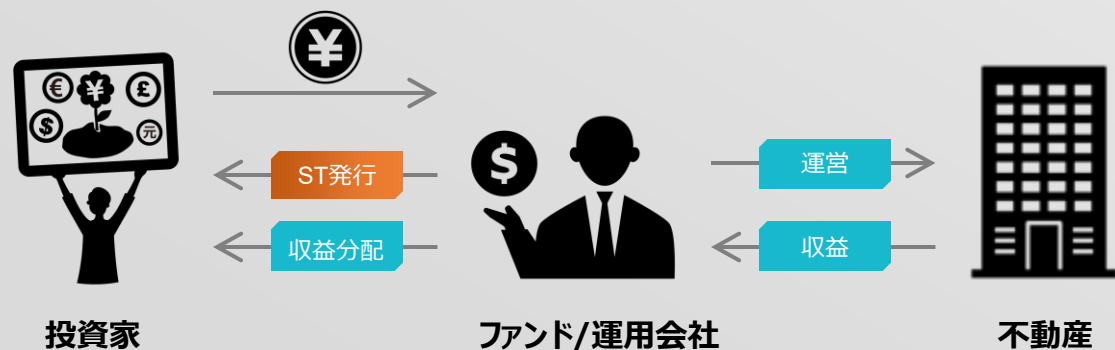 ¥
€ ¥ £
$ 元
ST発行
収益分配
$
運営
収益
投資家
ファンド/運用会社
不動産